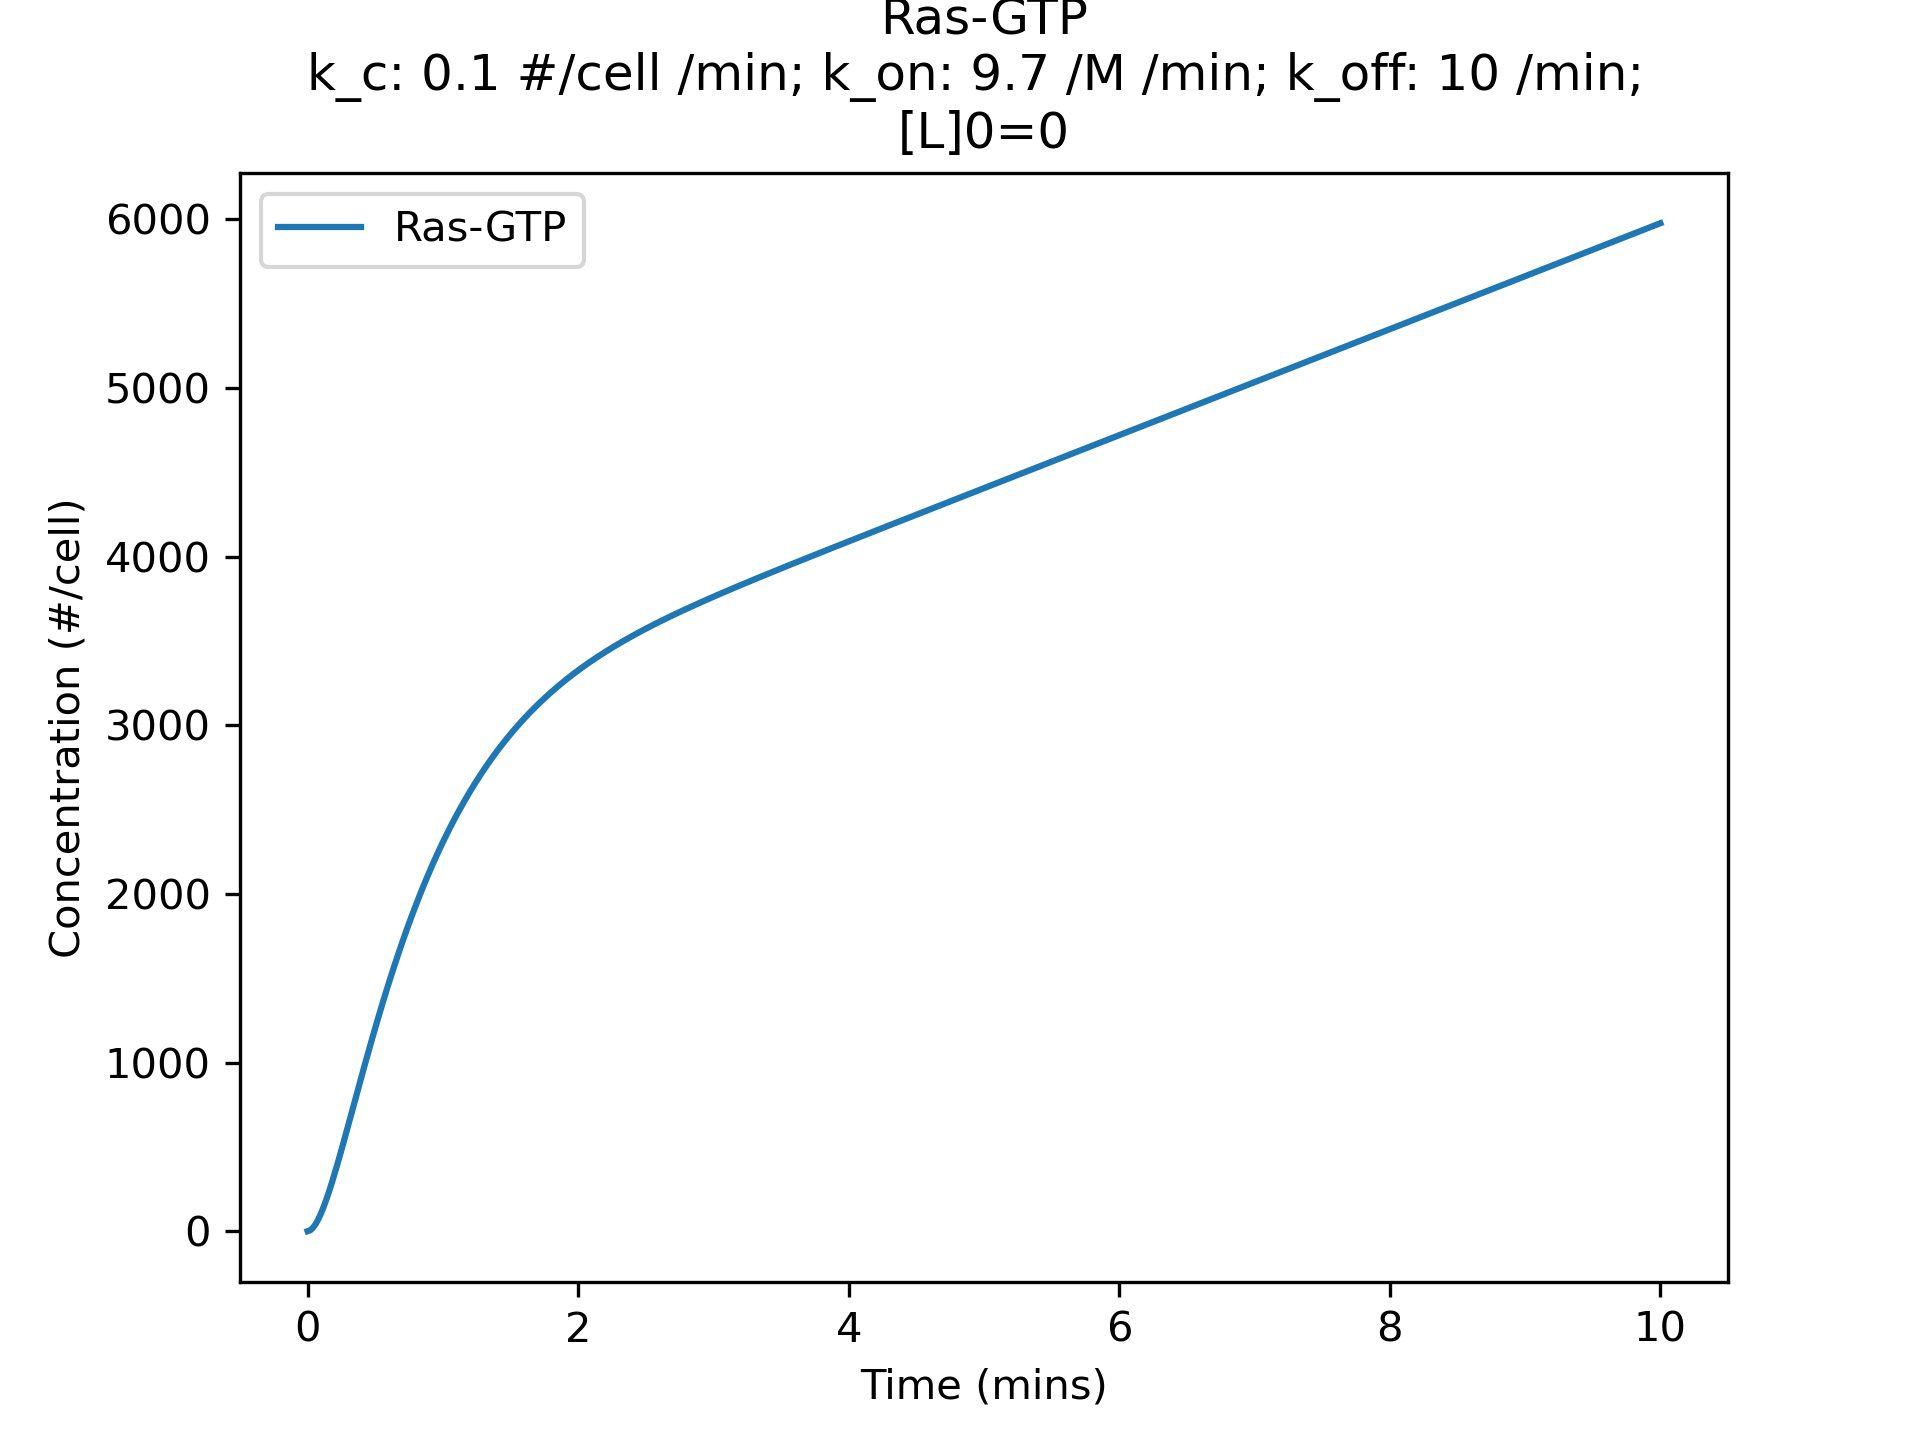 Ras-GTP
k_c: 0.1 #/cell /min; k_on: 9.7 /M /min; k_off: 10 /min;
[L]0=0
Ras-GTP
6000
5000
4000
3000
2000
1000
0
Concentration (#/cell)
0 2 4 6 8 10
Time (mins)